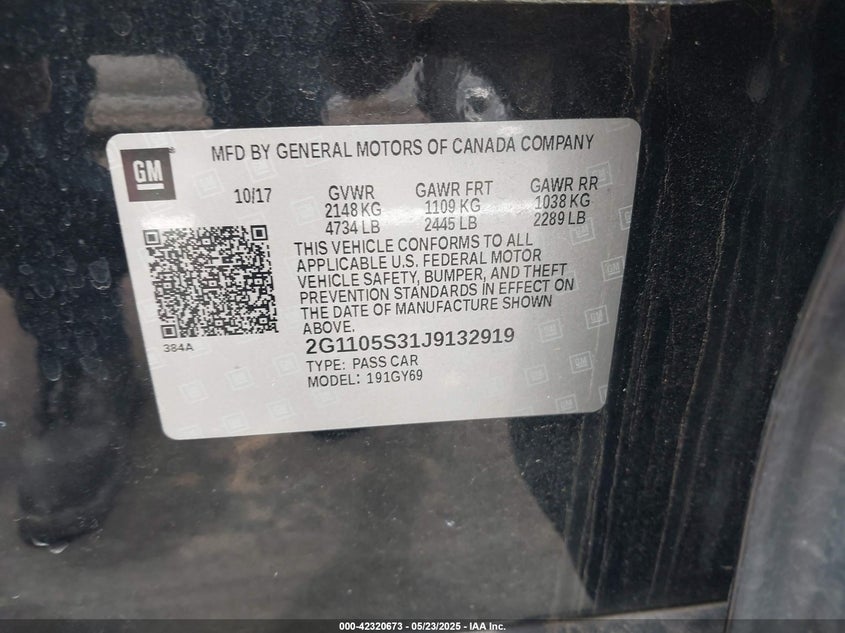 GM
MFD BY GENERAL MOTORS OF CANADA COMPANY
10/17
GVWR GAWR FRT GAWR RR
2148 KG 1109 KG 1038 KG
4734 LB 2445 LB 2289 LB
THIS VEHICLE CONFORMS TO ALL
APPLICABLE U.S. FEDERAL MOTOR
VEHICLE SAFETY, BUMPER, AND THEFT
PREVENTION STANDARDS IN EFFECT ON
THE DATE OF MANUFACTURE SHOWN
ABOVE.
384A
2G1105S31J9132919
TYPE: PASS CAR
MODEL: 191GY69
000-42320673 - 05/23/2025 - IAA Inc.